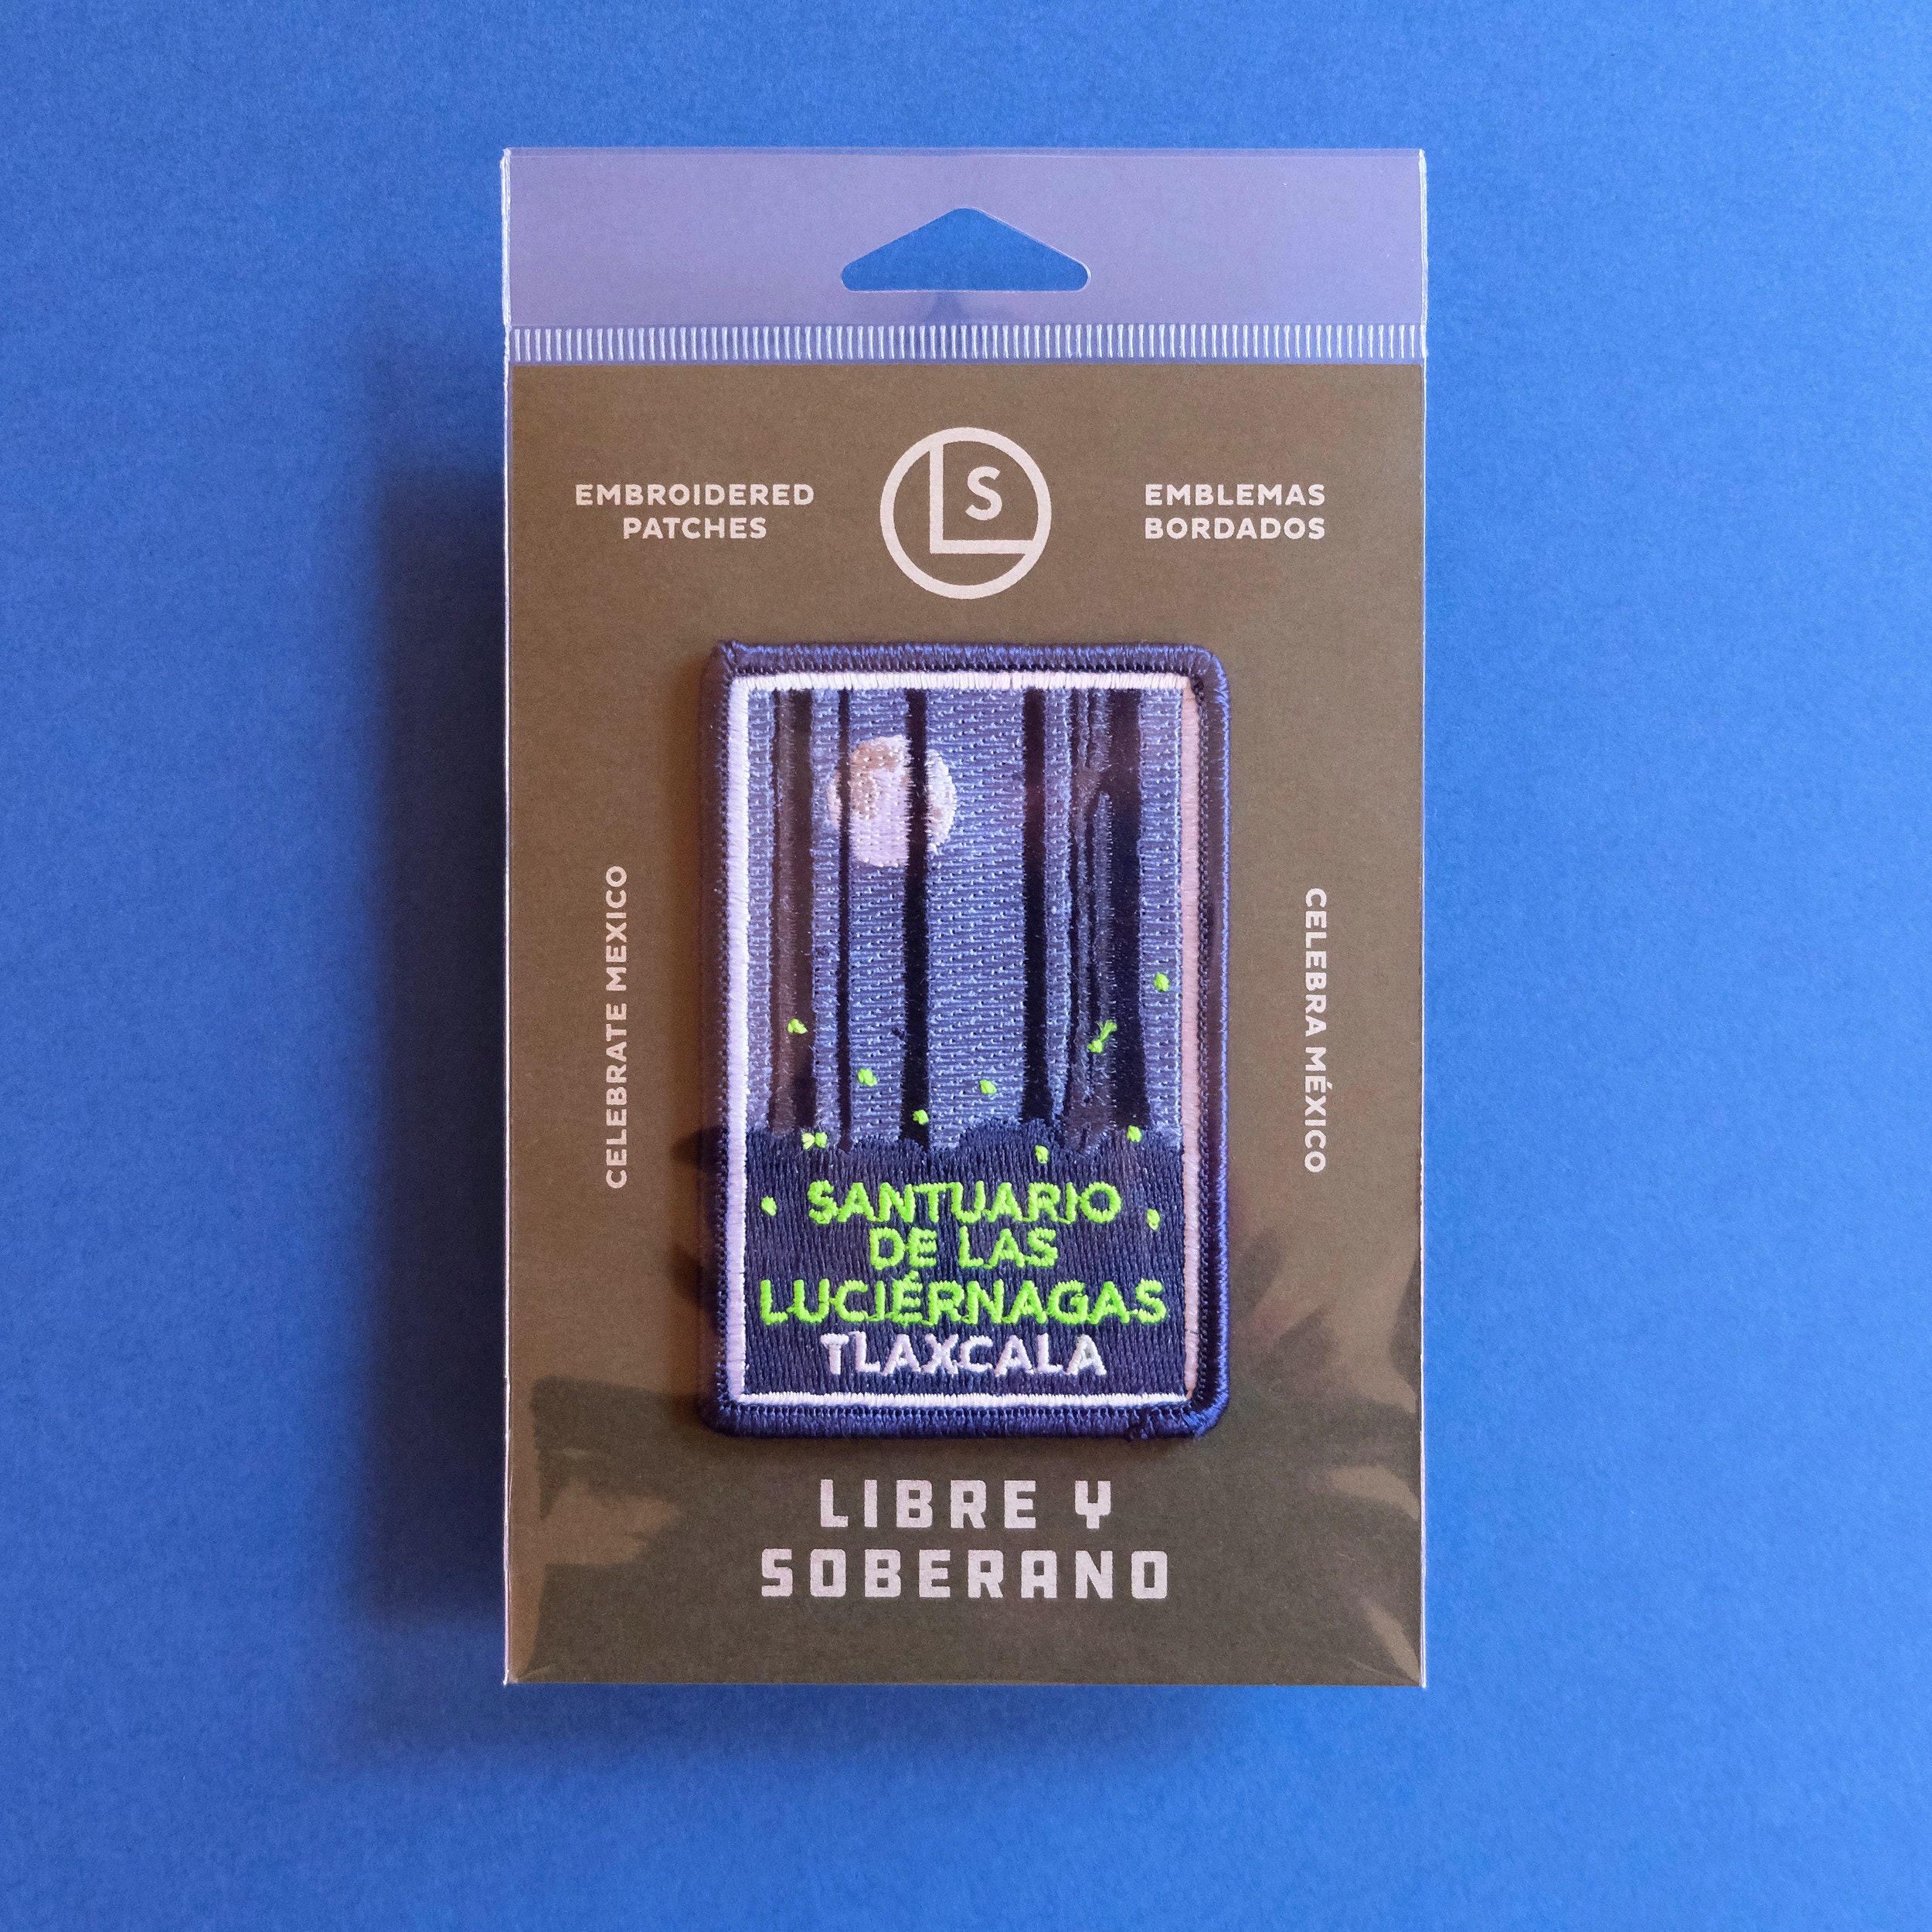 EMBROIDERED
PATCHES
LS
EMBLEMAS
BORDADOS
CELEBRATE MEXICO
CELEBRA MÉXICO
SANTUARIO
DE LAS
LUCIÉRNAGAS
TLAXCALA
LIBRE Y
SOBERANO